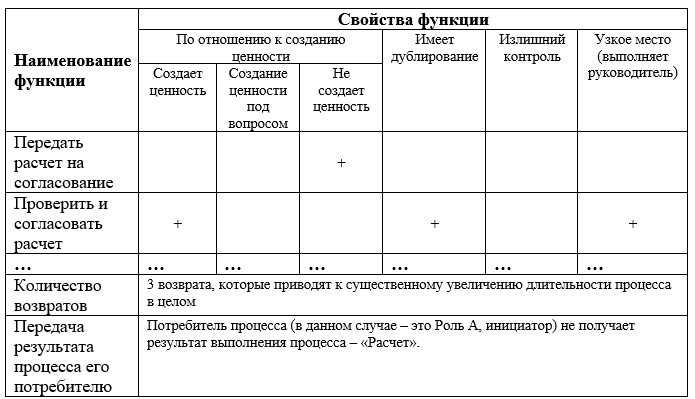 Наименование
функции
Свойства функции
По отношению к созданию
ценности
Имеет
дублирование
Излишний
контроль
Узкое место
(выполняет
руководитель)
Создает
ценность
Создание
ценности
под
вопросом
Не
создает
ценность
Передать
расчет на
согласование
+
Проверить и
согласовать
расчет
+
+
+
...
...
...
...
...
...
...
Количество
возвратов
3 возврата, которые приводят к существенному увеличению длительности процесса
в целом
Передача
результата
процесса его
потребителю
Потребитель процесса (в данном случае – это Роль А, инициатор) не получает
результат выполнения процесса – «Расчет».